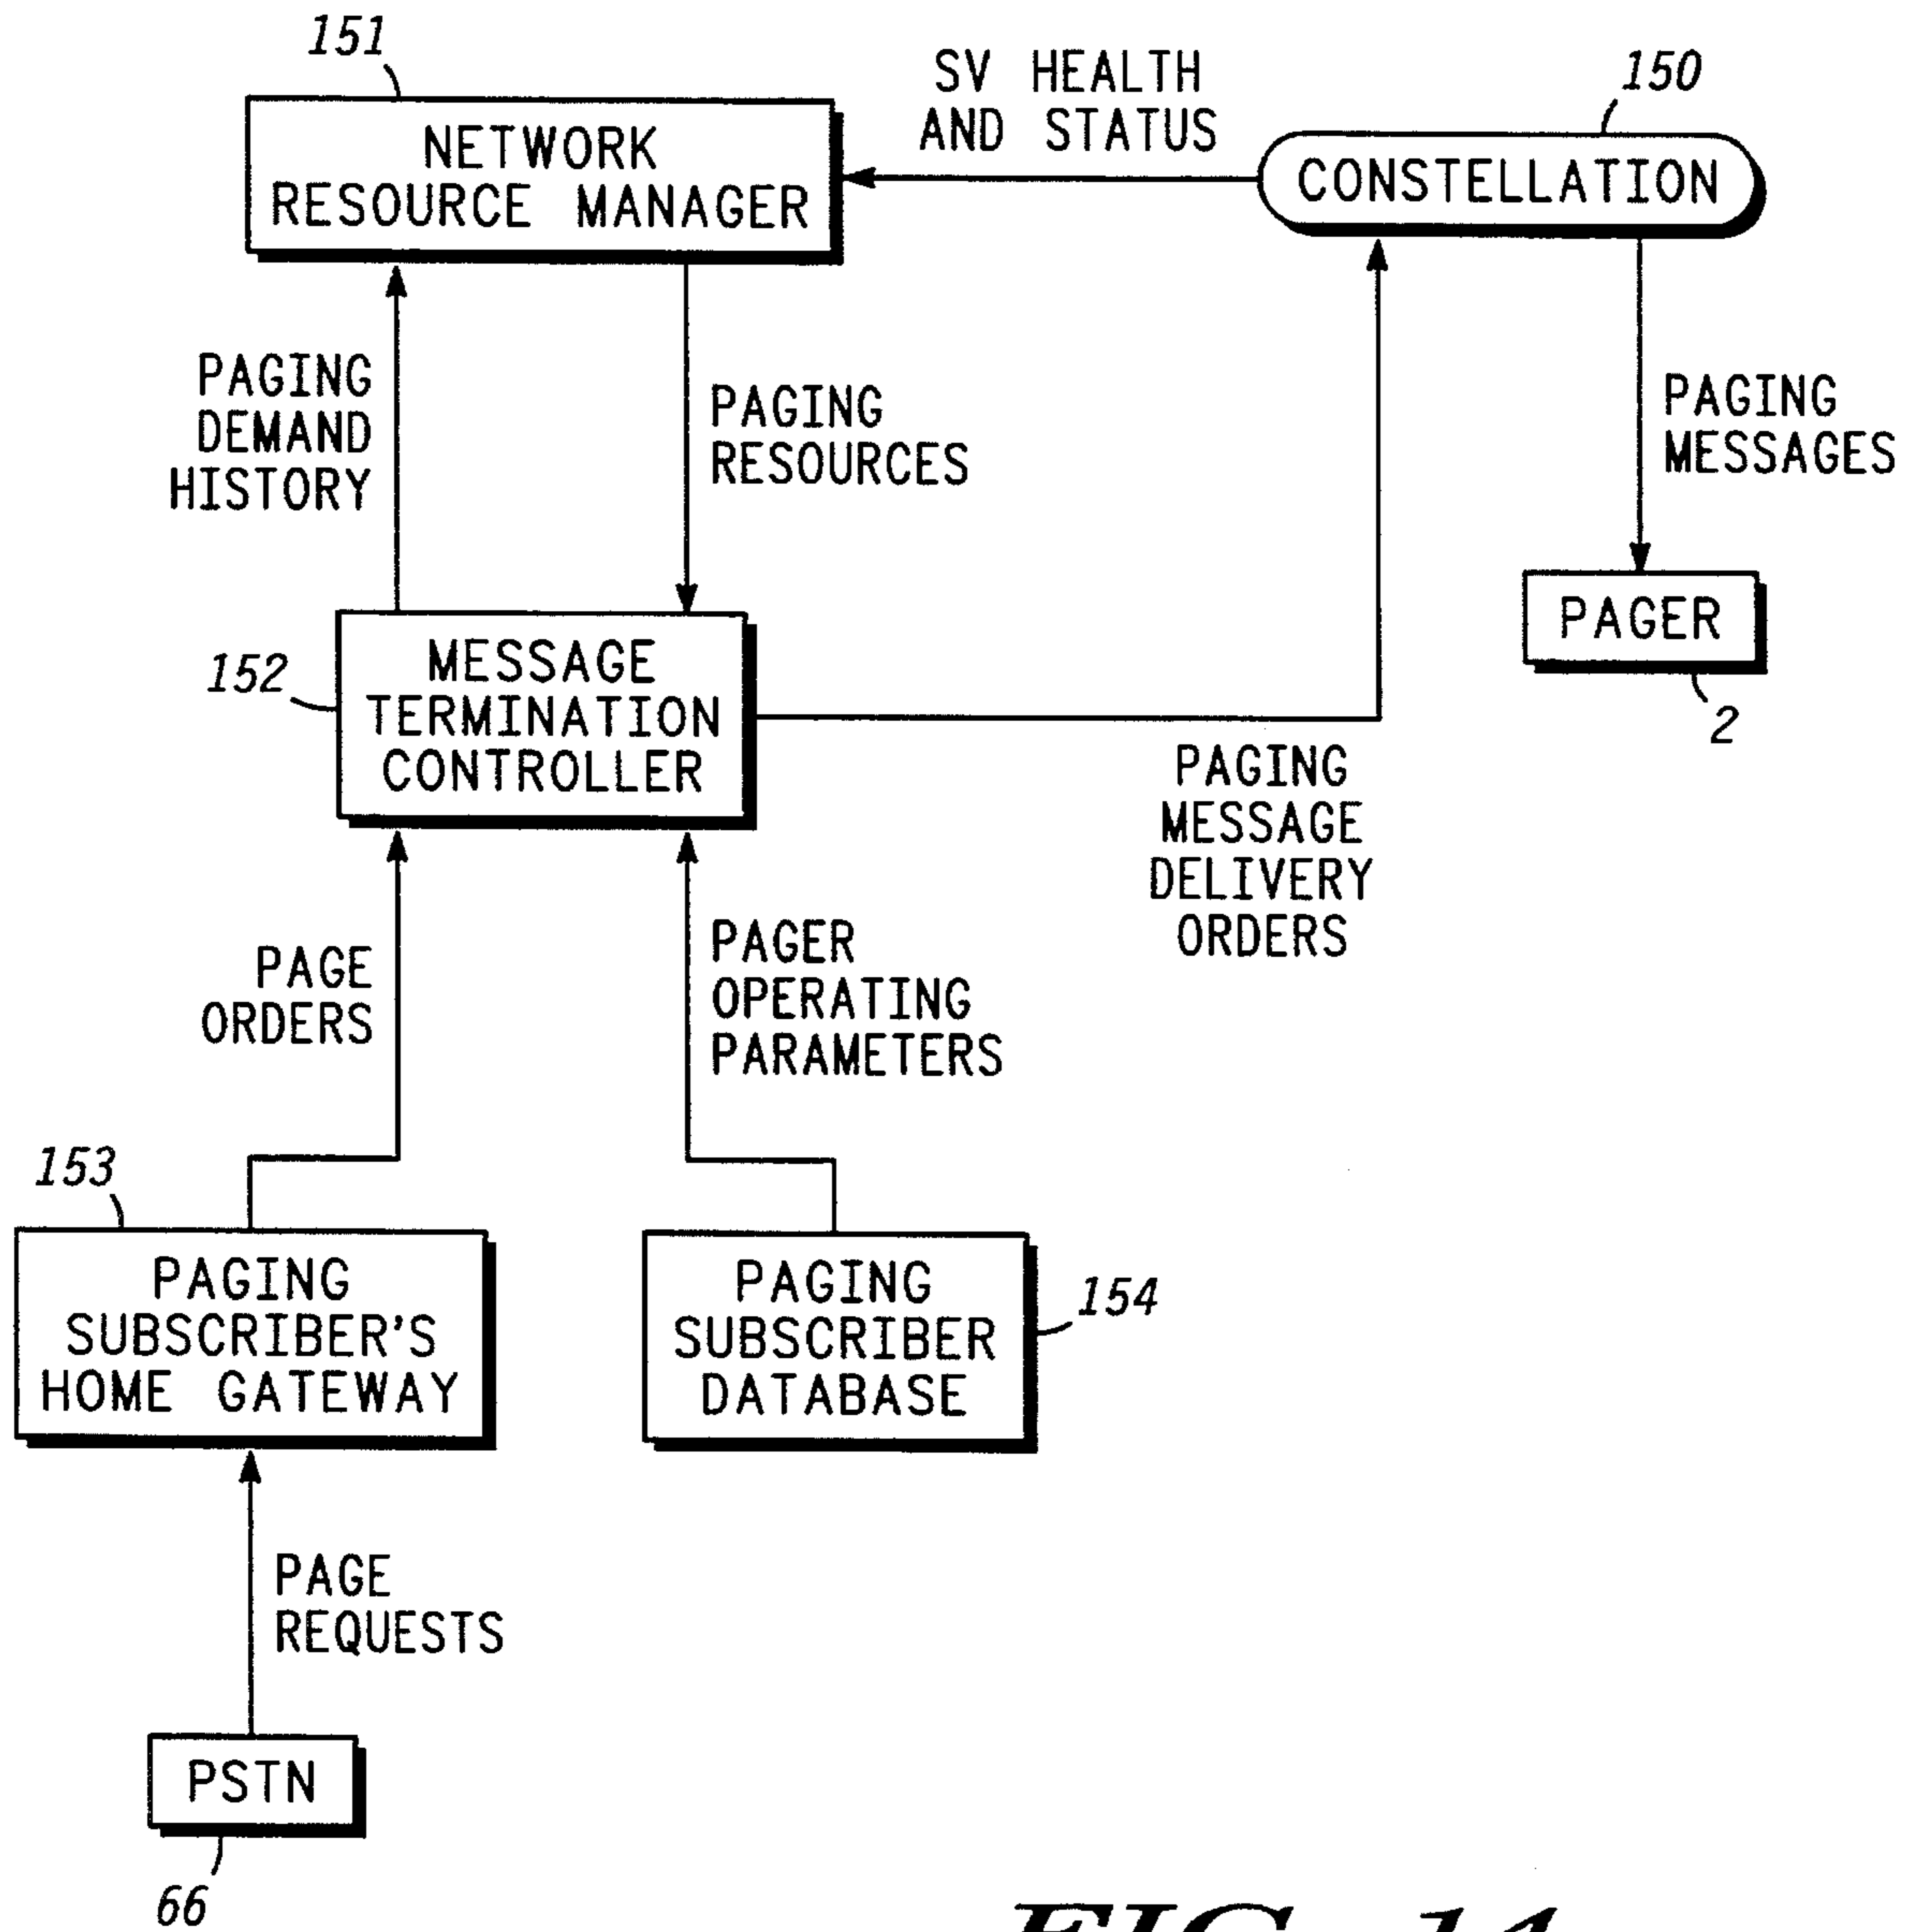 151
SV HEALTH
AND STATUS
150
NETWORK
RESOURCE MANAGER
CONSTELLATION
PAGING
DEMAND
HISTORY
PAGING
RESOURCES
PAGING
MESSAGES
152
MESSAGE
TERMINATION
CONTROLLER
PAGER
2
PAGING
MESSAGE
DELIVERY
ORDERS
PAGE
ORDERS
PAGER
OPERATING
PARAMETERS
153
PAGING
SUBSCRIBER'S
HOME GATEWAY
PAGING
SUBSCRIBER
DATABASE
154
PAGE
REQUESTS
PSTN
66